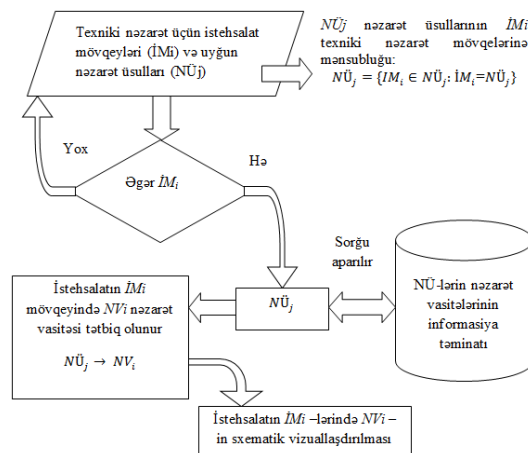 Texniki nəzarət üçün istehsalat
mövqeyləri (İMi) və uyğun
nəzarət üsulları (NÜj)
NÜj nəzarət üsullarının İMi
texniki nəzarət mövqelərinə
mənsubluğu:
NÜj = {IMi ∈ NÜj: İMi=NÜj}
Yox
Hə
Əgər İMi
Sorğu
aparılır
İstehsalatın İMi
mövqeyində NVi nəzarət
vasitəsi tətbiq olunur
NÜj → NVi
NÜj
NÜ-lərin nəzarət
vasitələrinin
informasiya
təminatı
İstehsalatın İMi –lərində NVi –
in sxematik vizuallaşdırılması